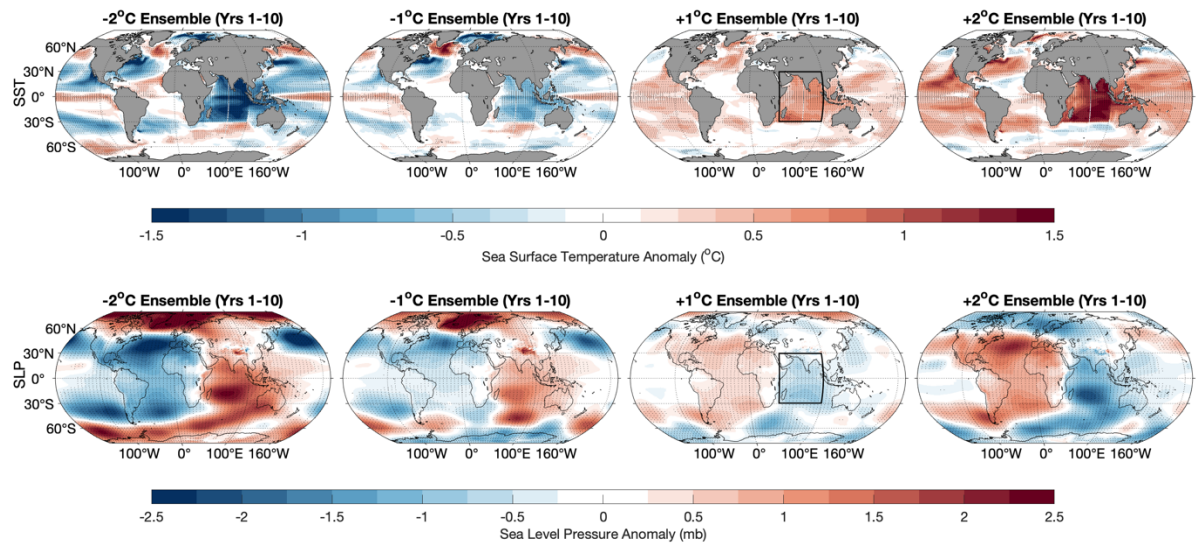 -2°C Ensemble (Yrs 1-10) -1°C Ensemble (Yrs 1-10) +1°C Ensemble (Yrs 1-10) +2°C Ensemble (Yrs 1-10)
SST
60°N
30°N
0°
30°S
60°S
100°W 0° 100°E 160°W 100°W 0° 100°E 160°W 100°W 0° 100°E 160°W 100°W 0° 100°E 160°W
-1.5 -1 -0.5 0 0.5 1 1.5
Sea Surface Temperature Anomaly (°C)
-2°C Ensemble (Yrs 1-10) -1°C Ensemble (Yrs 1-10) +1°C Ensemble (Yrs 1-10) +2°C Ensemble (Yrs 1-10)
SLP
60°N
30°N
0°
30°S
60°S
100°W 0° 100°E 160°W 100°W 0° 100°E 160°W 100°W 0° 100°E 160°W 100°W 0° 100°E 160°W
-2.5 -2 -1.5 -1 -0.5 0 0.5 1 1.5 2 2.5
Sea Level Pressure Anomaly (mb)